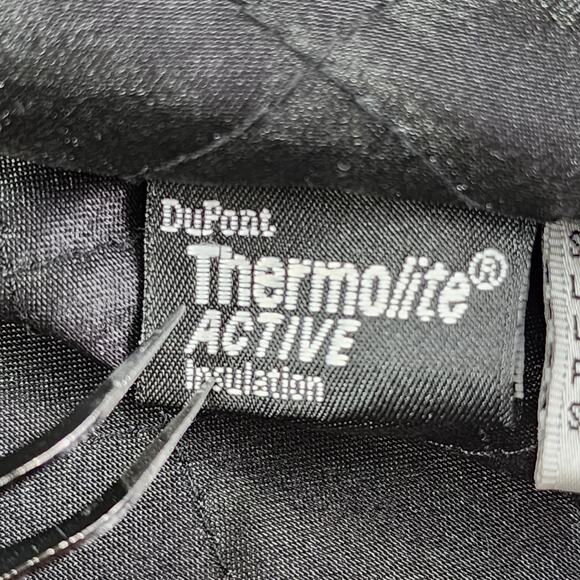 DuPont
Thermolite®
ACTIVE
insulation